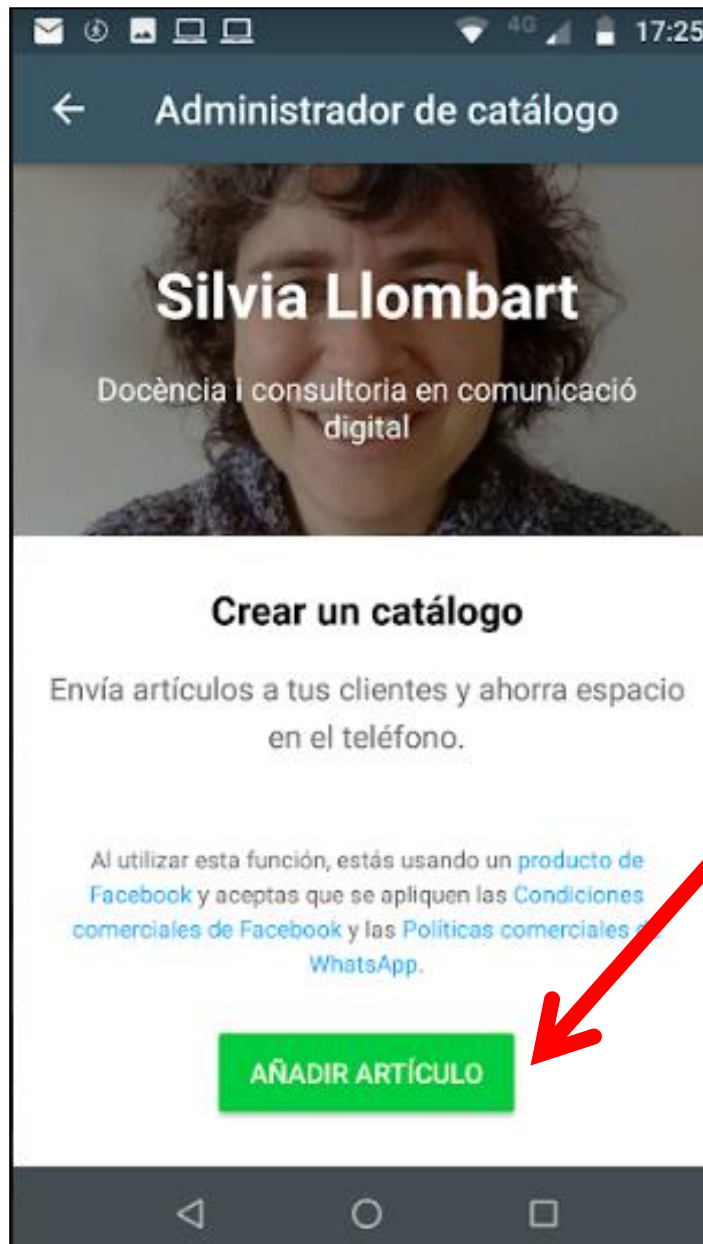 4G 17:25
Administrador de catálogo
Silvia Llombart
Docència i consultoria en comunicació
digital
Crear un catálogo
Envía artículos a tus clientes y ahorra espacio
en el teléfono.
Al utilizar esta función, estás usando un producto de
Facebook y aceptas que se apliquen las Condiciones
comerciales de Facebook y las Políticas comerciales de
WhatsApp.
AÑADIR ARTÍCULO